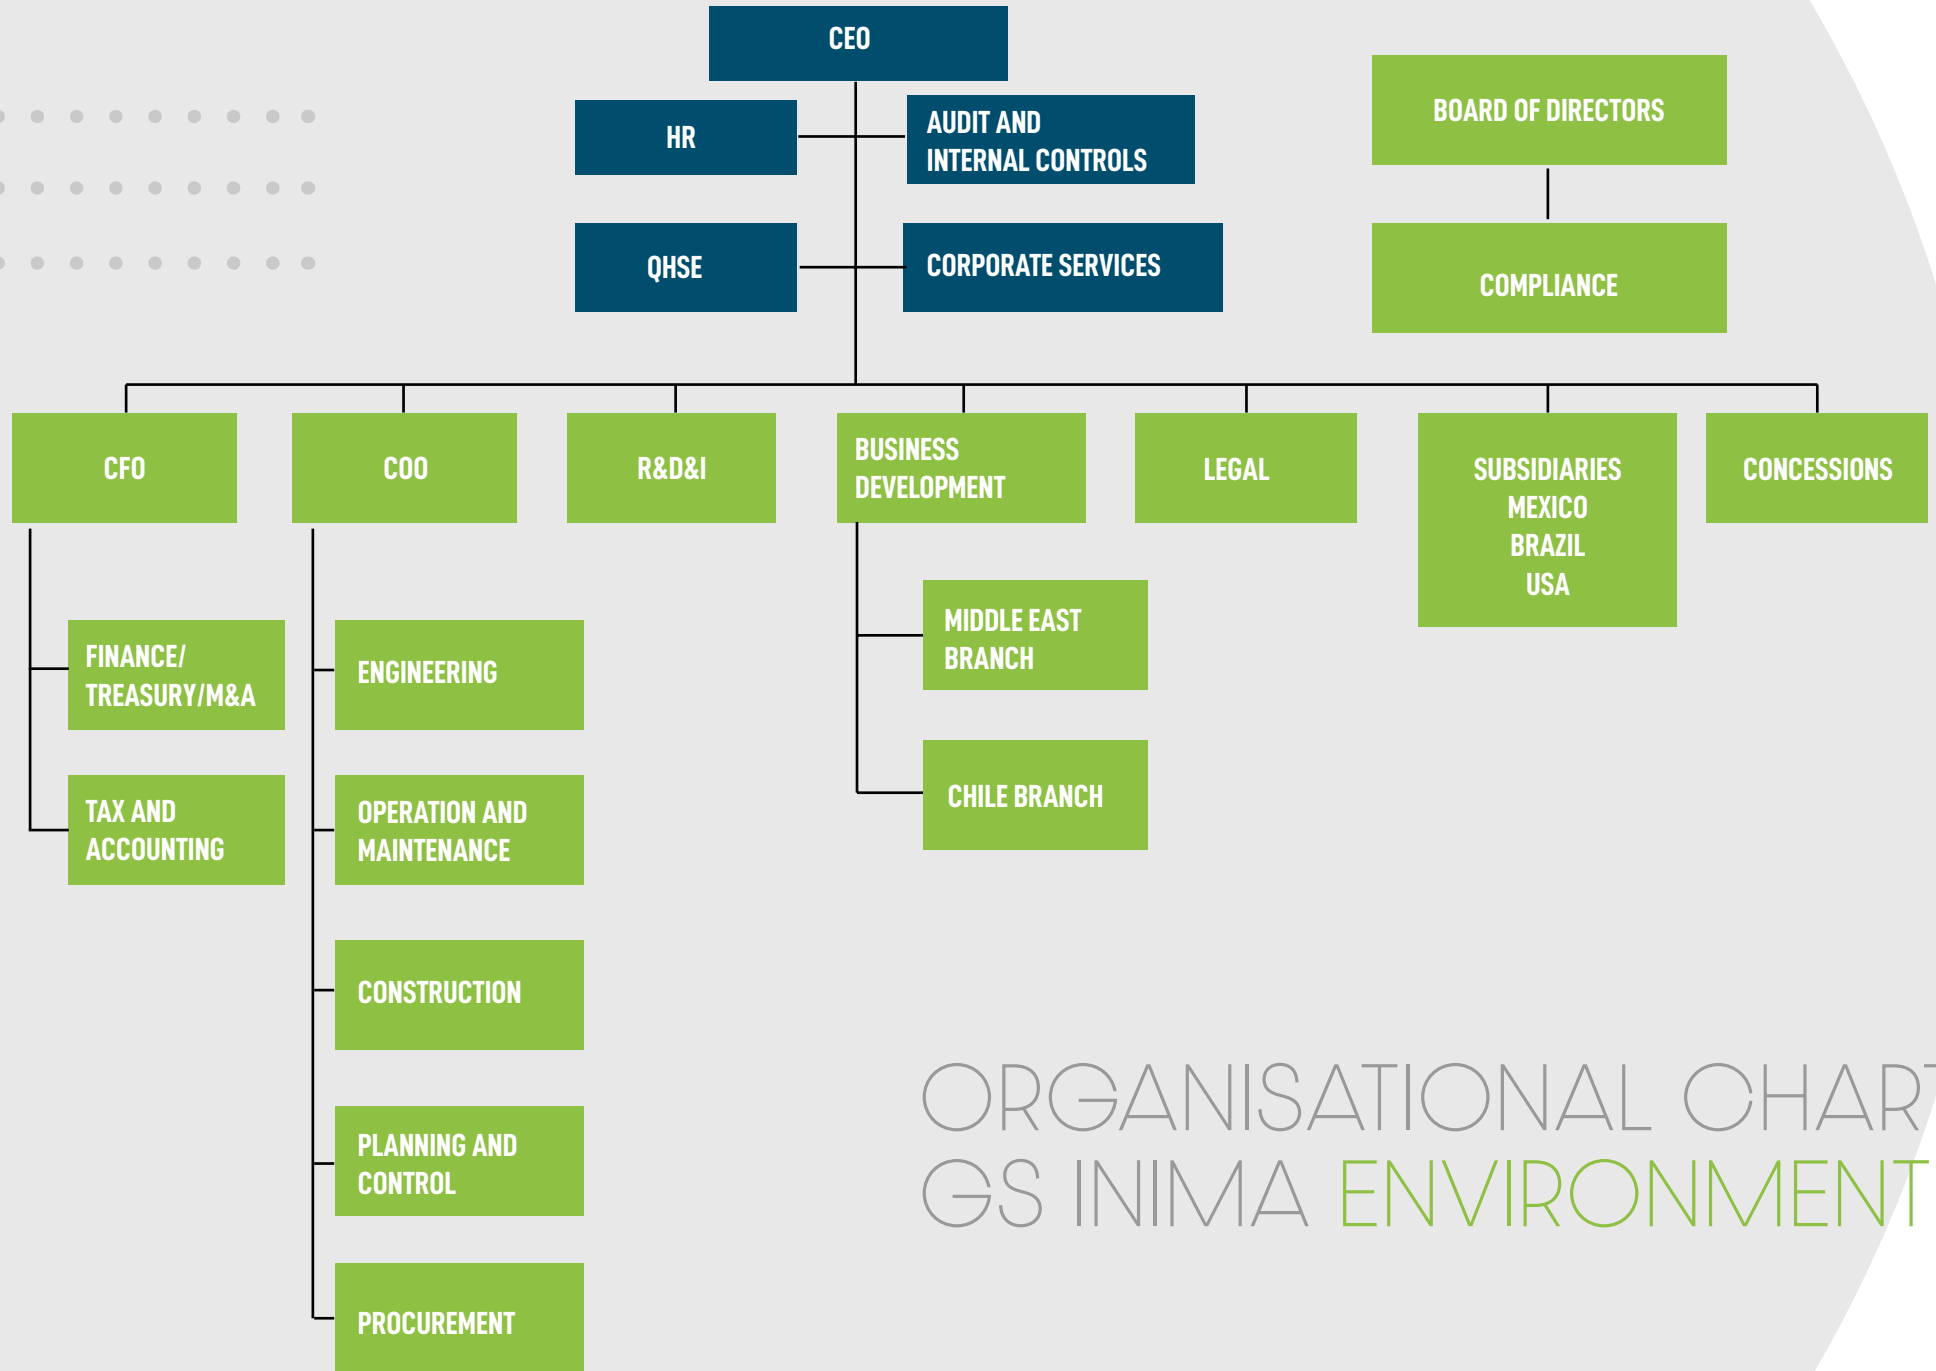 CEO
HR
AUDIT AND
INTERNAL CONTROLS
BOARD OF DIRECTORS
QHSE
CORPORATE SERVICES
COMPLIANCE
CFO
COO
R&D&I
BUSINESS
DEVELOPMENT
LEGAL
SUBSIDIARIES
MEXICO
BRAZIL
USA
CONCESSIONS
FINANCE/
TREASURY/M&A
TAX AND
ACCOUNTING
ENGINEERING
OPERATION AND
MAINTENANCE
CONSTRUCTION
PLANNING AND
CONTROL
PROCUREMENT
MIDDLE EAST
BRANCH
CHILE BRANCH
ORGANISATIONAL CHART
GS INIMA ENVIRONMENT